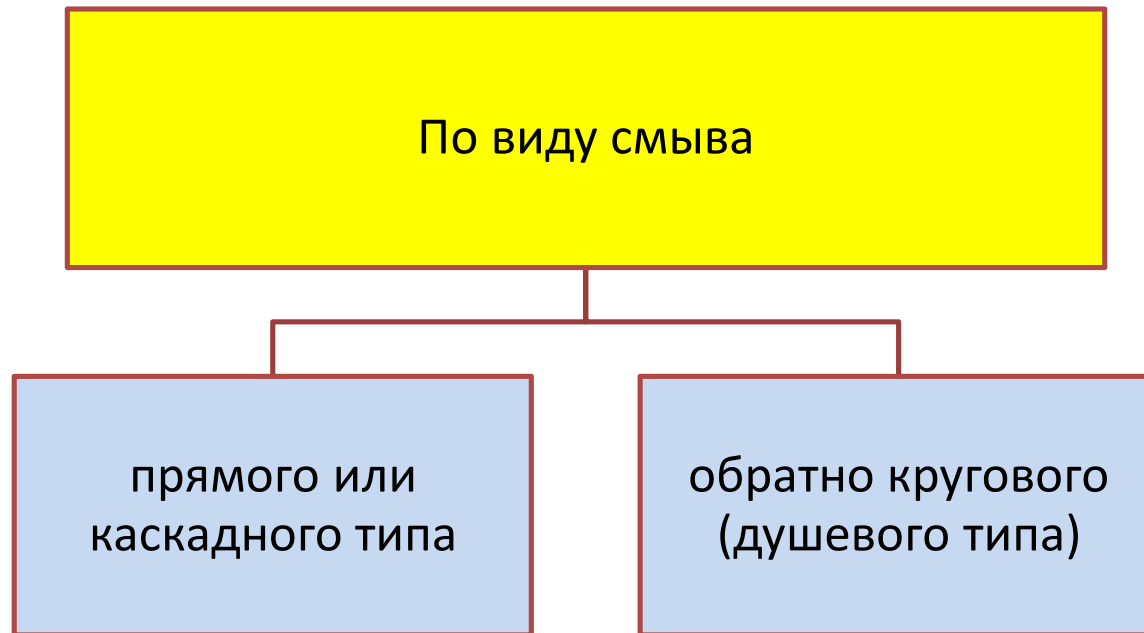 По виду смыва
прямого или
каскадного типа
обратно кругового
(душевого типа)